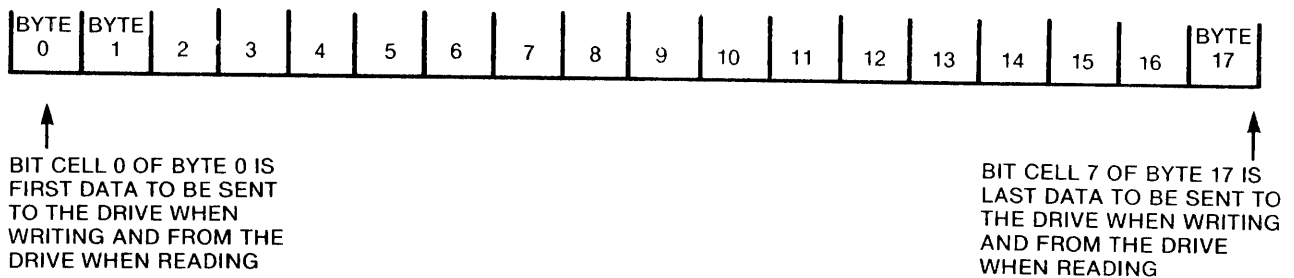 BYTE BYTE BYTE
0 1 2 3 4 5 6 7 8 9 10 11 12 13 14 15 16 17
BIT CELL 0 OF BYTE 0 IS
FIRST DATA TO BE SENT
TO THE DRIVE WHEN
WRITING AND FROM THE
DRIVE WHEN READING
BIT CELL 7 OF BYTE 17 IS
LAST DATA TO BE SENT TO
THE DRIVE WHEN WRITING
AND FROM THE DRIVE
WHEN READING